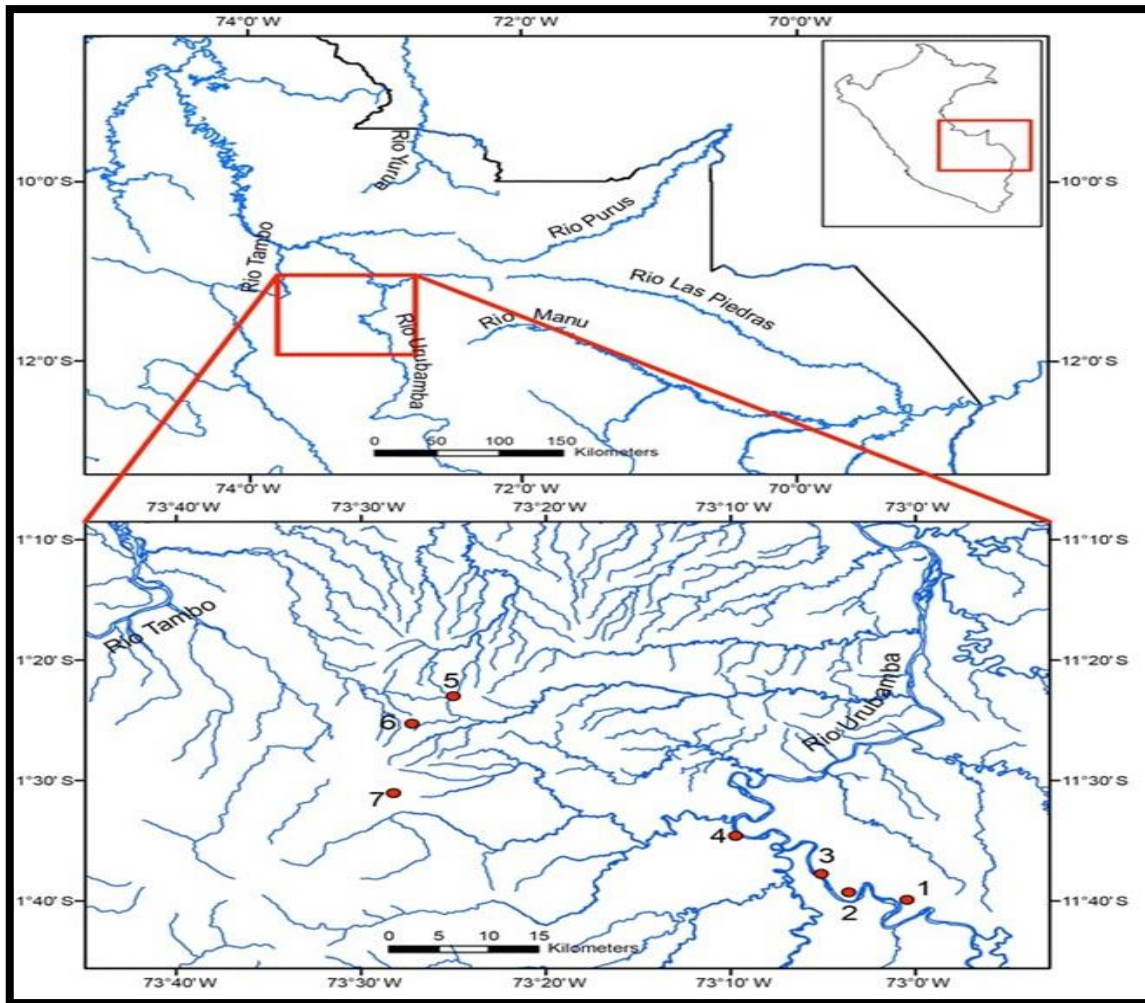 74°0' W 72°0' W 70°0' W
Rio Yurua
10°0' S 10°0' S
Rio Purus
Rio Tambo
Rio Las Piedras
Rio Manu
Rio Urubamba
12°0' S 12°0' S
0 50 100 150
Kilometers
74°0' W 72°0' W 70°0' W
73°40' W 73°30' W 73°20' W 73°10' W 73°0' W
1°10' S 11°10' S
Rio Tambo
1°20' S 11°20' S
Rio Urubamba
5
6
1°30' S 11°30' S
7
4
3
1
2
1°40' S 11°40' S
0 5 10 15
Kilometers
73°40' W 73°30' W 73°20' W 73°10' W 73°0' W